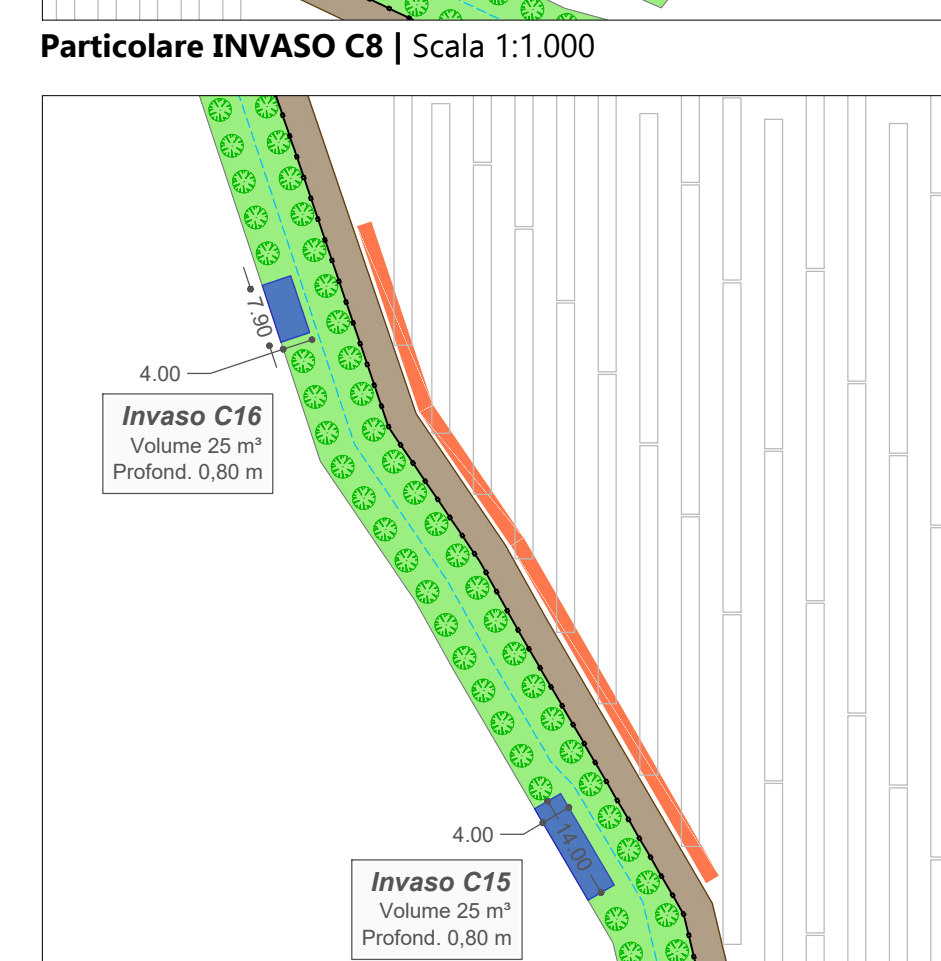 Particolare INVASO C8 | Scala 1:1.000
7.90
4.00
Invaso C16
Volume 25 m³
Profond. 0,80 m
4.00
14.00
Invaso C15
Volume 25 m³
Profond. 0,80 m